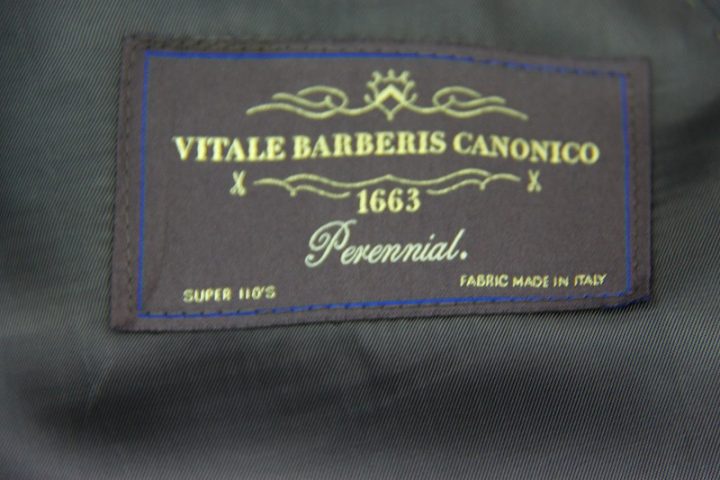 VITALE BARBERIS CANONICO
1663
Perennial.
SUPER 110'S
FABRIC MADE IN ITALY